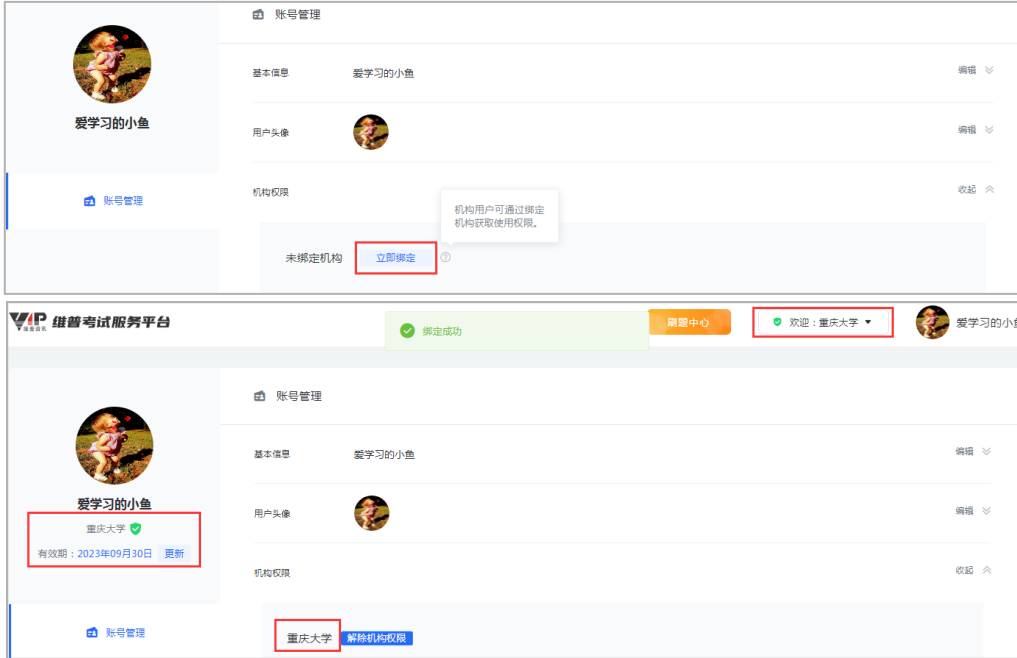 账号管理
基本信息
爱学习的小鱼
编辑
爱学习的小鱼
用户头像
编辑
账号管理
机构权限
收起
机构用户可通过绑定
机构获取使用权限。
未绑定机构
立即绑定
VIP 维普考试服务平台
维普资讯
绑定成功
刷题中心
欢迎：重庆大学
爱学习的小鱼
账号管理
基本信息
爱学习的小鱼
编辑
爱学习的小鱼
用户头像
编辑
重庆大学
有效期：2023年09月30日 更新
机构权限
收起
账号管理
重庆大学
解除机构权限